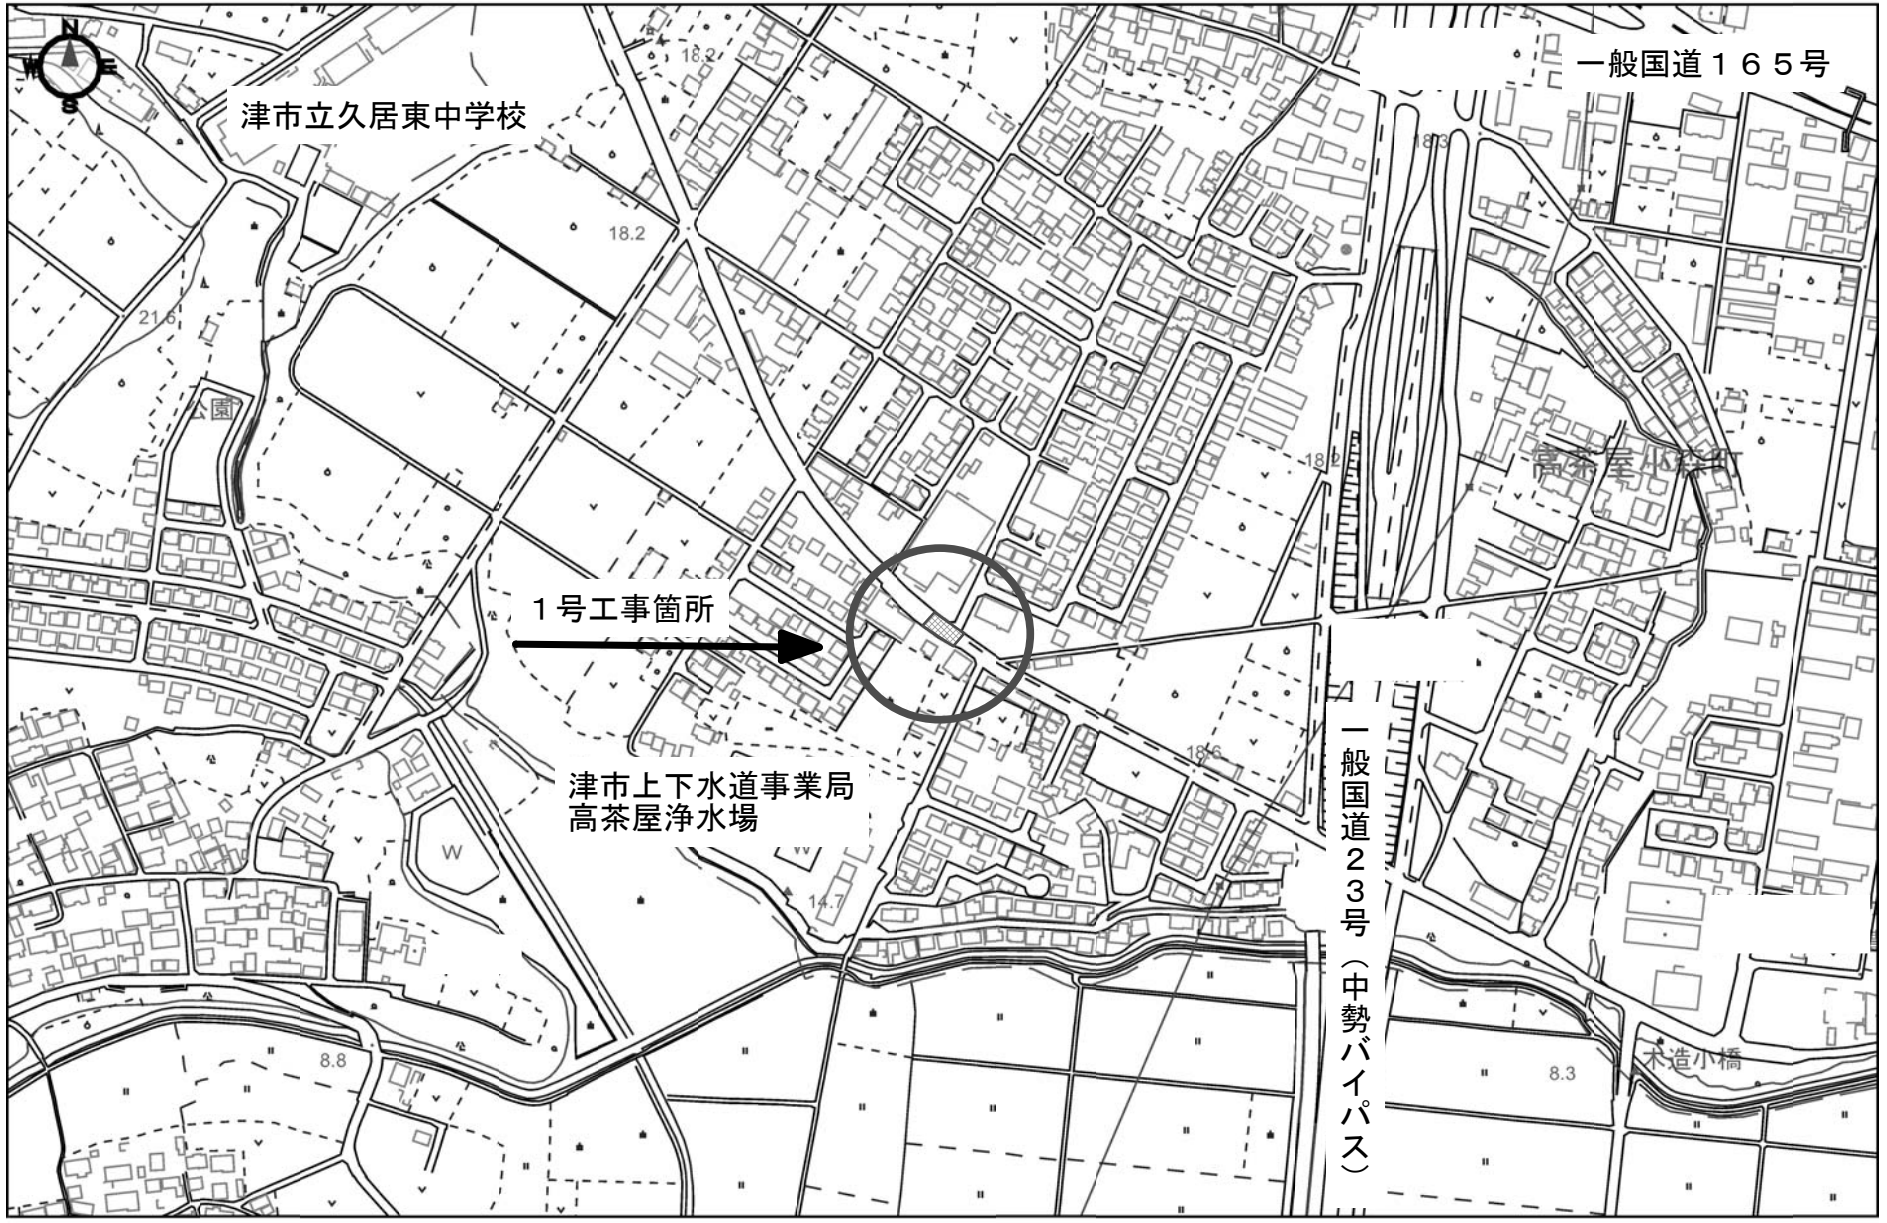 N
W E
S
一般国道１６５号
津市立久居東中学校
18.2
18.3
18.2
21.6
公園
18.2
高茶屋小森町
１号工事箇所
18.6
津市上下水道事業局
高茶屋浄水場
W
W
14.7
一般国道２３号（中勢バイパス）
8.8
8.3
木造小橋